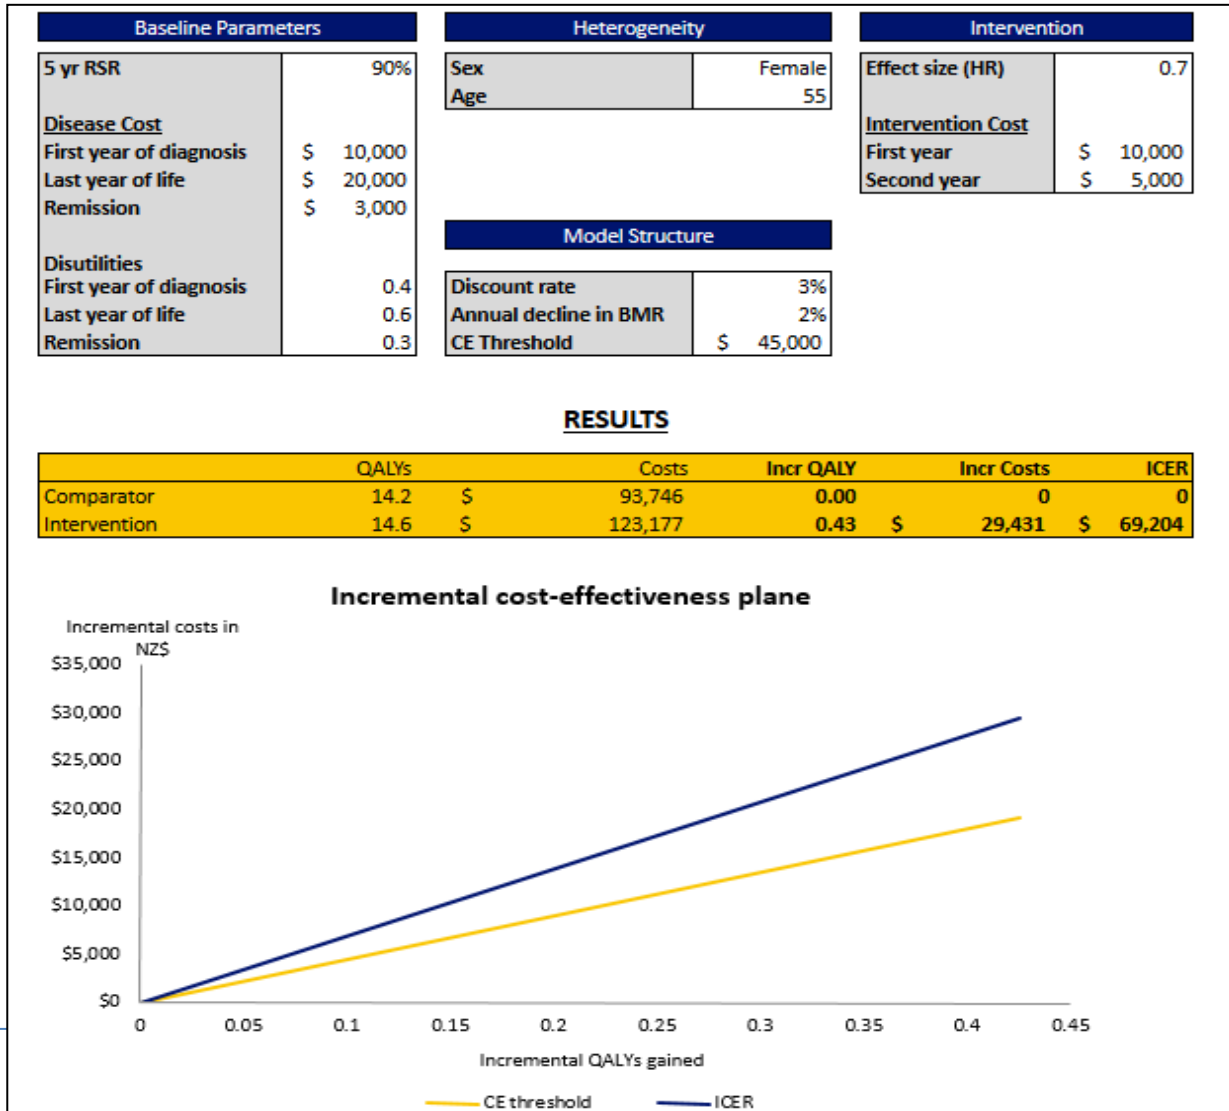 Baseline Parameters
5 yr RSR 90%
Disease Cost
First year of diagnosis $ 10,000
Last year of life $ 20,000
Remission $ 3,000
Disutilities
First year of diagnosis 0.4
Last year of life 0.6
Remission 0.3
Heterogeneity
Sex Female
Age 55
Model Structure
Discount rate 3%
Annual decline in BMR 2%
CE Threshold $ 45,000
Intervention
Effect size (HR) 0.7
Intervention Cost
First year $ 10,000
Second year $ 5,000
RESULTS
QALYs Costs Incr QALY Incr Costs ICER
Comparator 14.2 $ 93,746 0.00 0 0
Intervention 14.6 $ 123,177 0.43 $ 29,431 $ 69,204
Incremental cost-effectiveness plane
Incremental costs in
NZ$
$35,000
$30,000
$25,000
$20,000
$15,000
$10,000
$5,000
$0
0 0.05 0.1 0.15 0.2 0.25 0.3 0.35 0.4 0.45
Incremental QALYs gained
CE threshold ICER